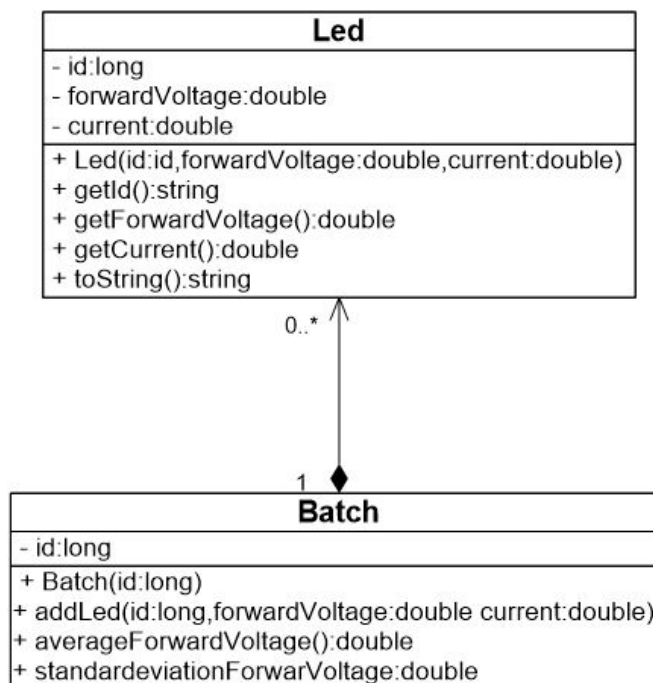 Led
- id:long
- forwardVoltage:double
- current:double
+ Led(id:id,forwardVoltage:double,current:double)
+ getId():string
+ getForwardVoltage():double
+ getCurrent():double
+ toString():string
0..*
1
Batch
- id:long
+ Batch(id:long)
+ addLed(id:long,forwardVoltage:double current:double)
+ averageForwardVoltage():double
+ standardeviationForwarVoltage:double